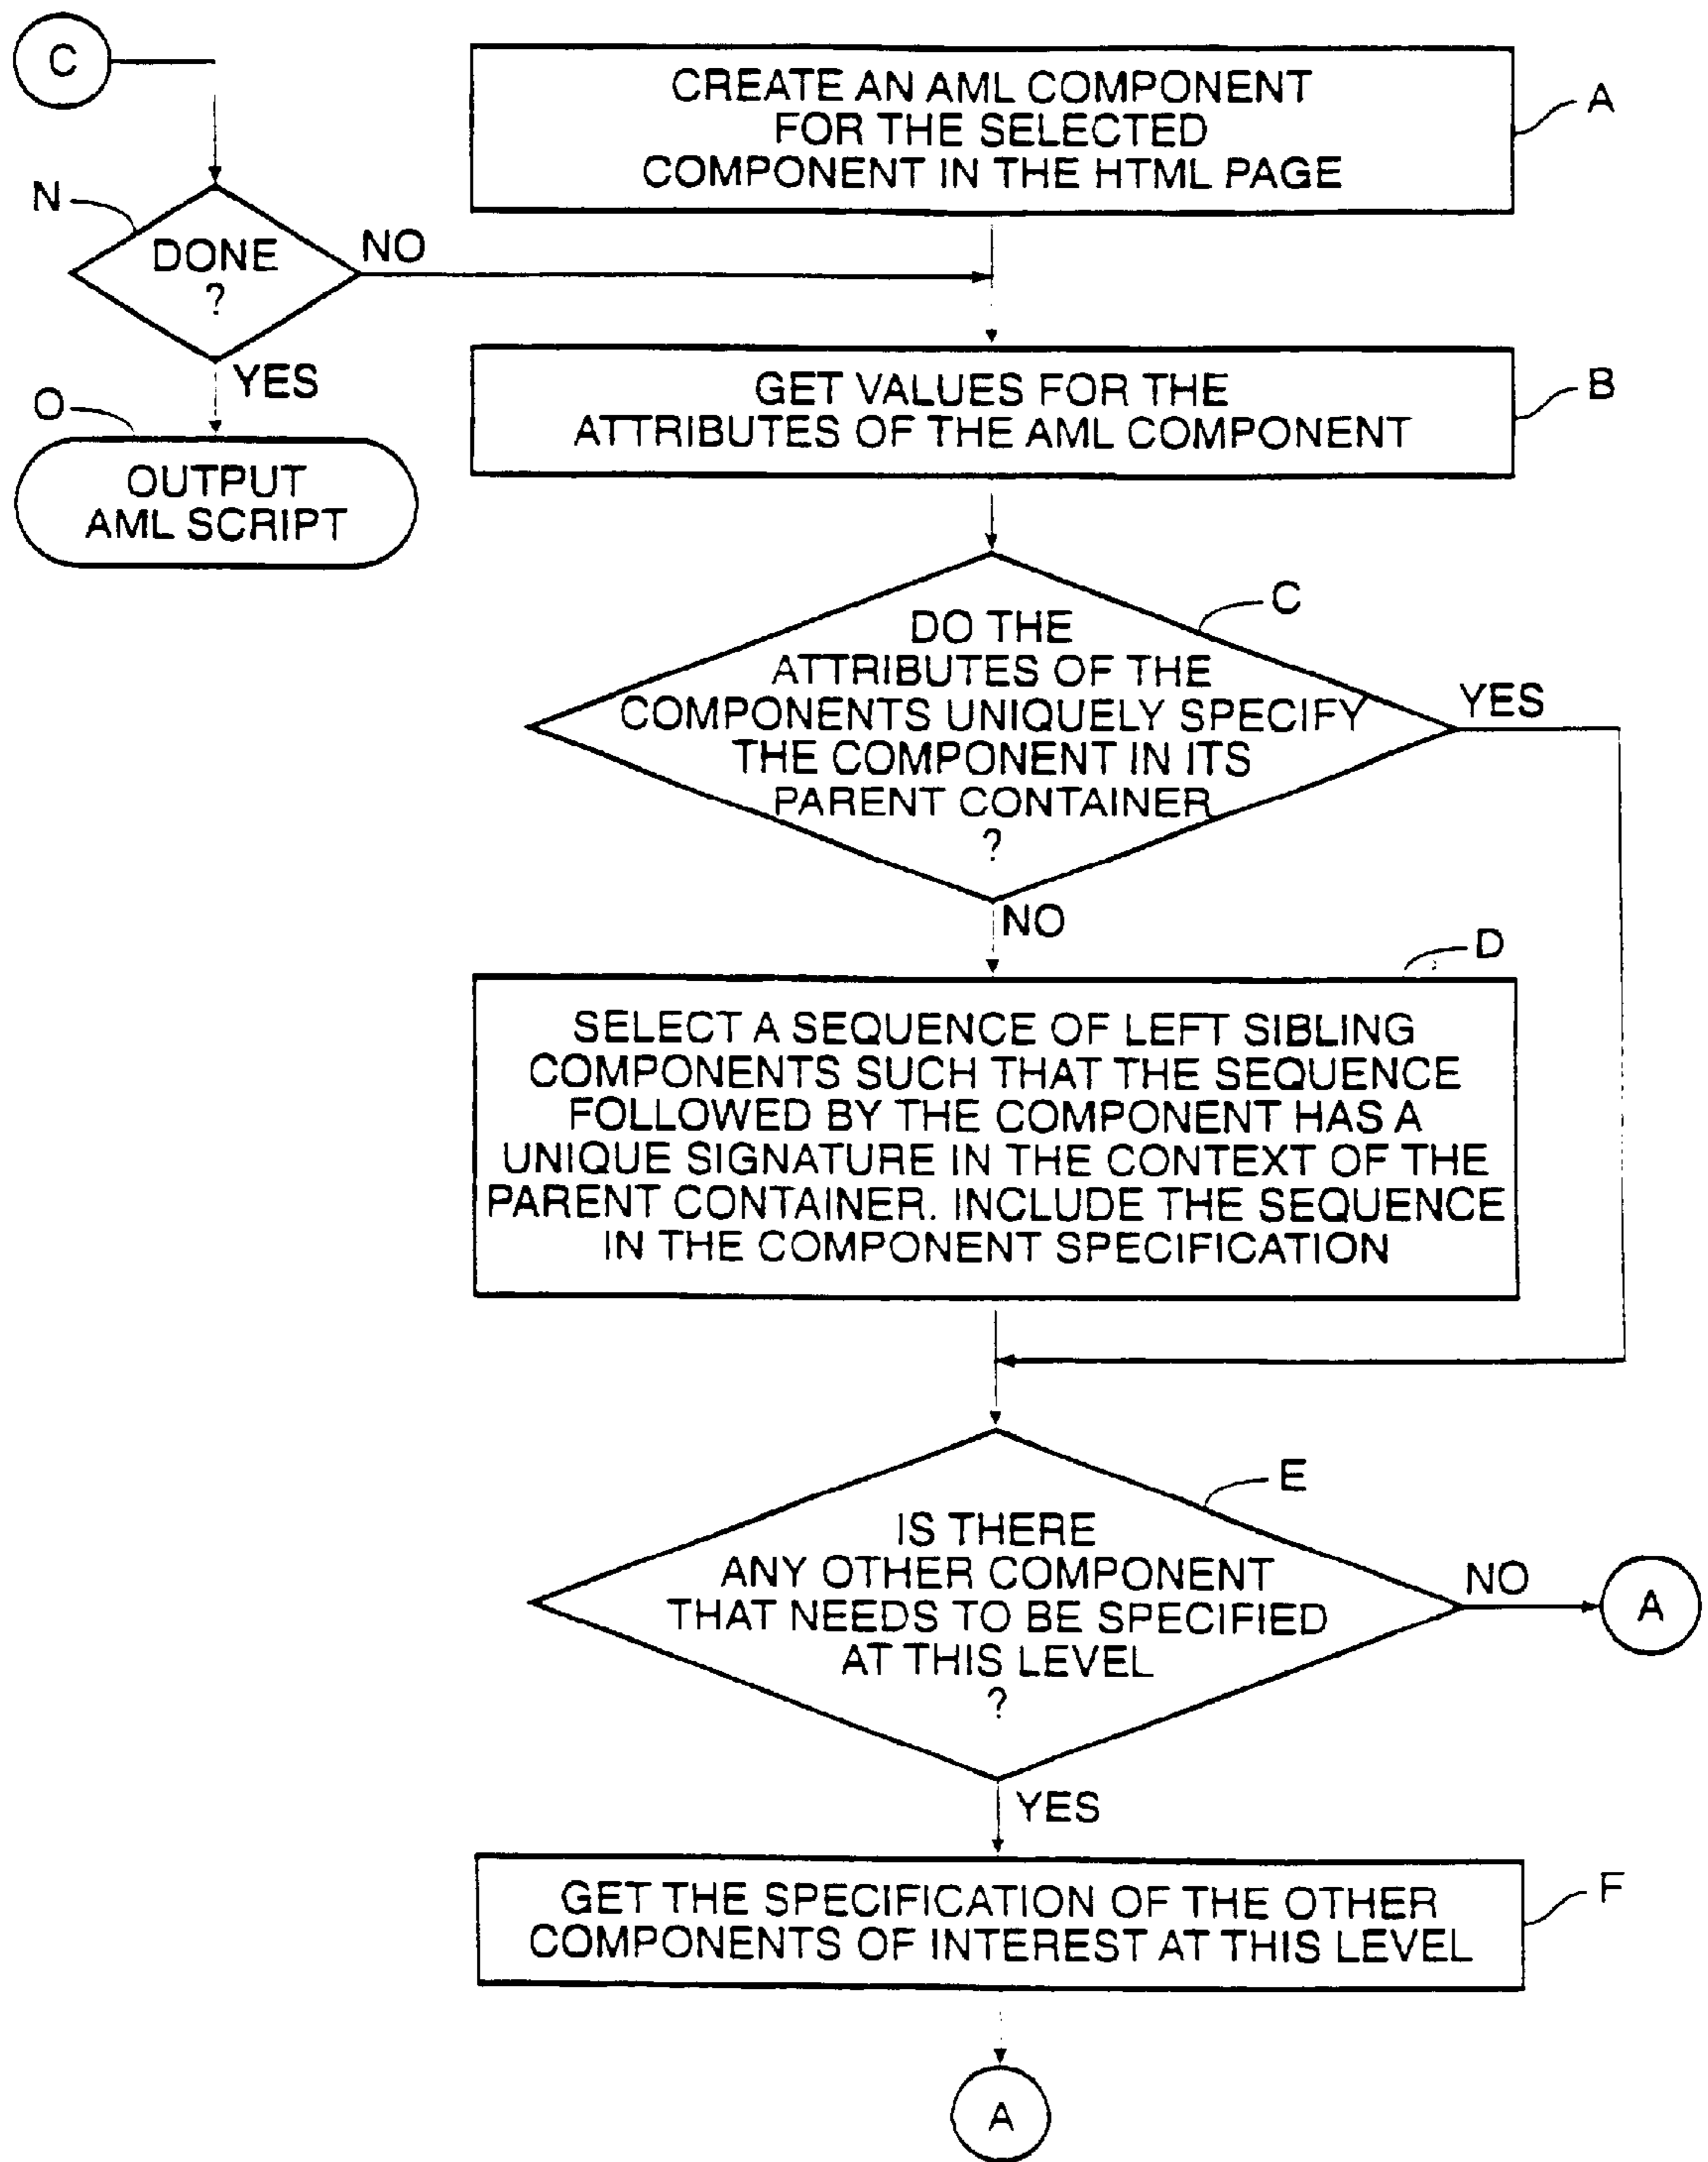 C
CREATE AN AML COMPONENT
FOR THE SELECTED
COMPONENT IN THE HTML PAGE
A
N
DONE
?
NO
YES
O
OUTPUT
AML SCRIPT
GET VALUES FOR THE
ATTRIBUTES OF THE AML COMPONENT
B
C
DO THE
ATTRIBUTES OF THE
COMPONENTS UNIQUELY SPECIFY
THE COMPONENT IN ITS
PARENT CONTAINER
?
YES
NO
D
SELECT A SEQUENCE OF LEFT SIBLING
COMPONENTS SUCH THAT THE SEQUENCE
FOLLOWED BY THE COMPONENT HAS A
UNIQUE SIGNATURE IN THE CONTEXT OF THE
PARENT CONTAINER. INCLUDE THE SEQUENCE
IN THE COMPONENT SPECIFICATION
E
IS THERE
ANY OTHER COMPONENT
THAT NEEDS TO BE SPECIFIED
AT THIS LEVEL
?
NO
A
YES
GET THE SPECIFICATION OF THE OTHER
COMPONENTS OF INTEREST AT THIS LEVEL
F
A